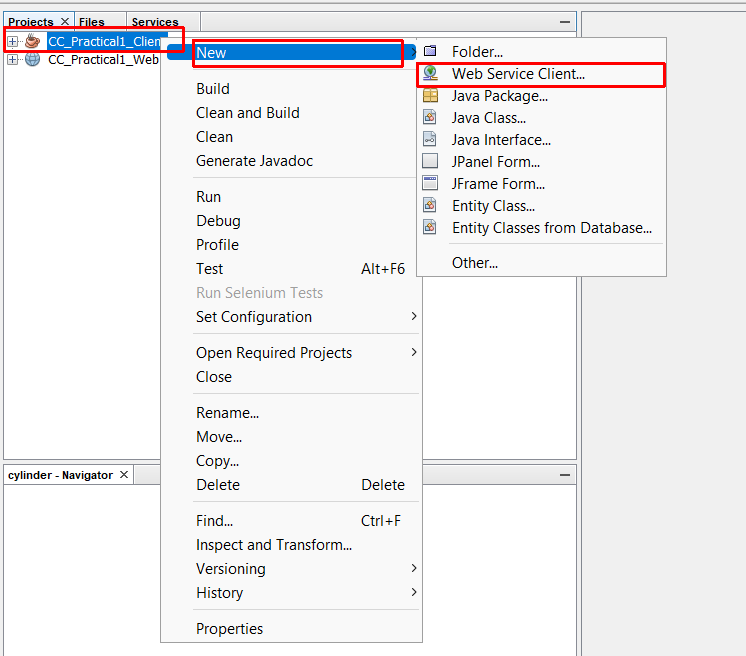 Projects Files Services
CC_Practical1_Clien
CC_Practical1_Web
New
Build
Clean and Build
Clean
Generate Javadoc
Run
Debug
Profile
Test Alt+F6
Run Selenium Tests
Set Configuration
Open Required Projects
Close
Rename...
Move...
Copy...
Delete Delete
Find... Ctrl+F
Inspect and Transform...
Versioning
History
Properties
Folder...
Web Service Client...
Java Package...
Java Class...
Java Interface...
JPanel Form...
JFrame Form...
Entity Class...
Entity Classes from Database...
Other...
cylinder - Navigator